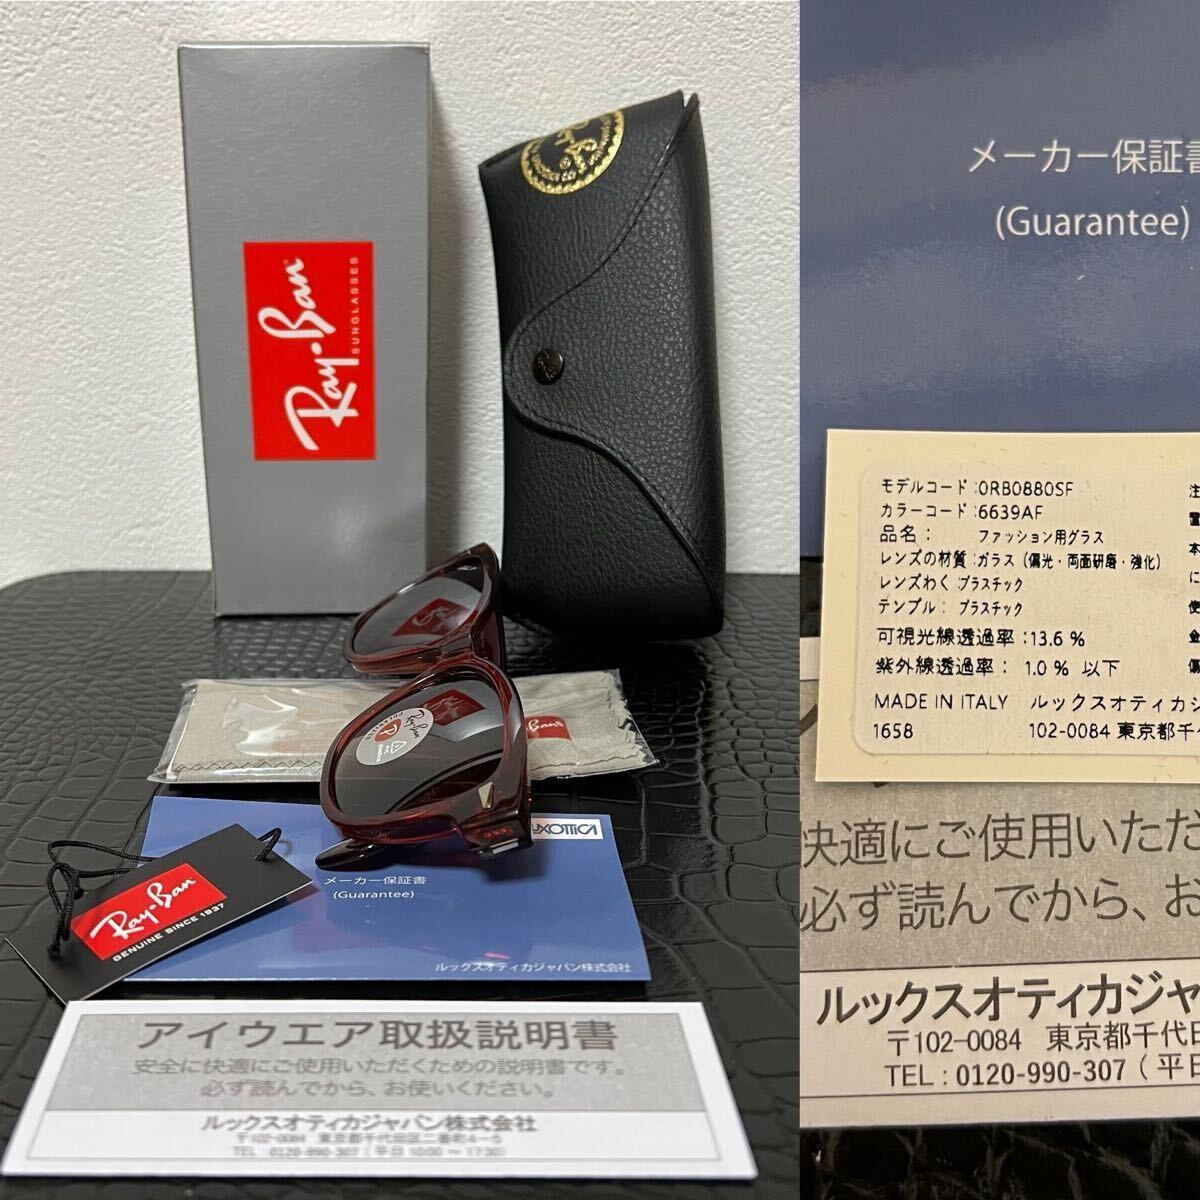 Ray-Ban
SUNGLASSES
Ray-Ban
P
Ray-Ban
GENUINE SINCE 1937
メーカー保証書
(Guarantee)
ルックスオティカジャパン株式会社
アイウエア取扱説明書
安全に快適にご使用いただくための説明書です。
必ず読んでから、お使いください。
ルックスオティカジャパン株式会社
〒102-0084 東京都千代田区二番町4-5
TEL：0120-990-307（平日 10:00～17:30）
メーカー保証書
(Guarantee)
モデルコード:0RB0880SF
カラーコード:6639AF
品名： ファッション用グラス
レンズの材質:ガラス（偏光・両面研磨・強化）
レンズわく:プラスチック
テンプル：プラスチック
可視光線透過率:13.6 %
紫外線透過率： 1.0 % 以下
MADE IN ITALY ルックスオティカジ
1658 102-0084 東京都千
快適にご使用いただ
必ず読んでから、お
ルックスオティカジャ
〒102-0084 東京都千代
TEL：0120-990-307（平日